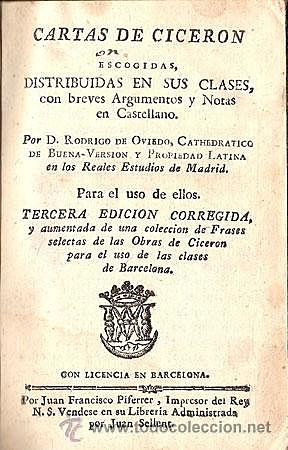 CARTAS DE CICERON
ESCOGIDAS,
DISTRIBUIDAS EN SUS CLASES,
con breves Argumentos y Notas
en Castellano.
Por D. RODRIGO DE OVIEDO, CATHEDRATICO
DE BUENA-VERSION Y PROPIEDAD LATINA
en los Reales Estudios de Madrid.
Para el uso de ellos.
TERCERA EDICION CORREGIDA,
y aumentada de una coleccion de Frases
selectas de las Obras de Ciceron
para el uso de las clases
de Barcelona.
CON LICENCIA EN BARCELONA.
Por Juan Francisco Piferrer, Impresor del Rey
N. S. Vendese en su Librería Administrada
por Juan Sellent.
todocoleccion.net